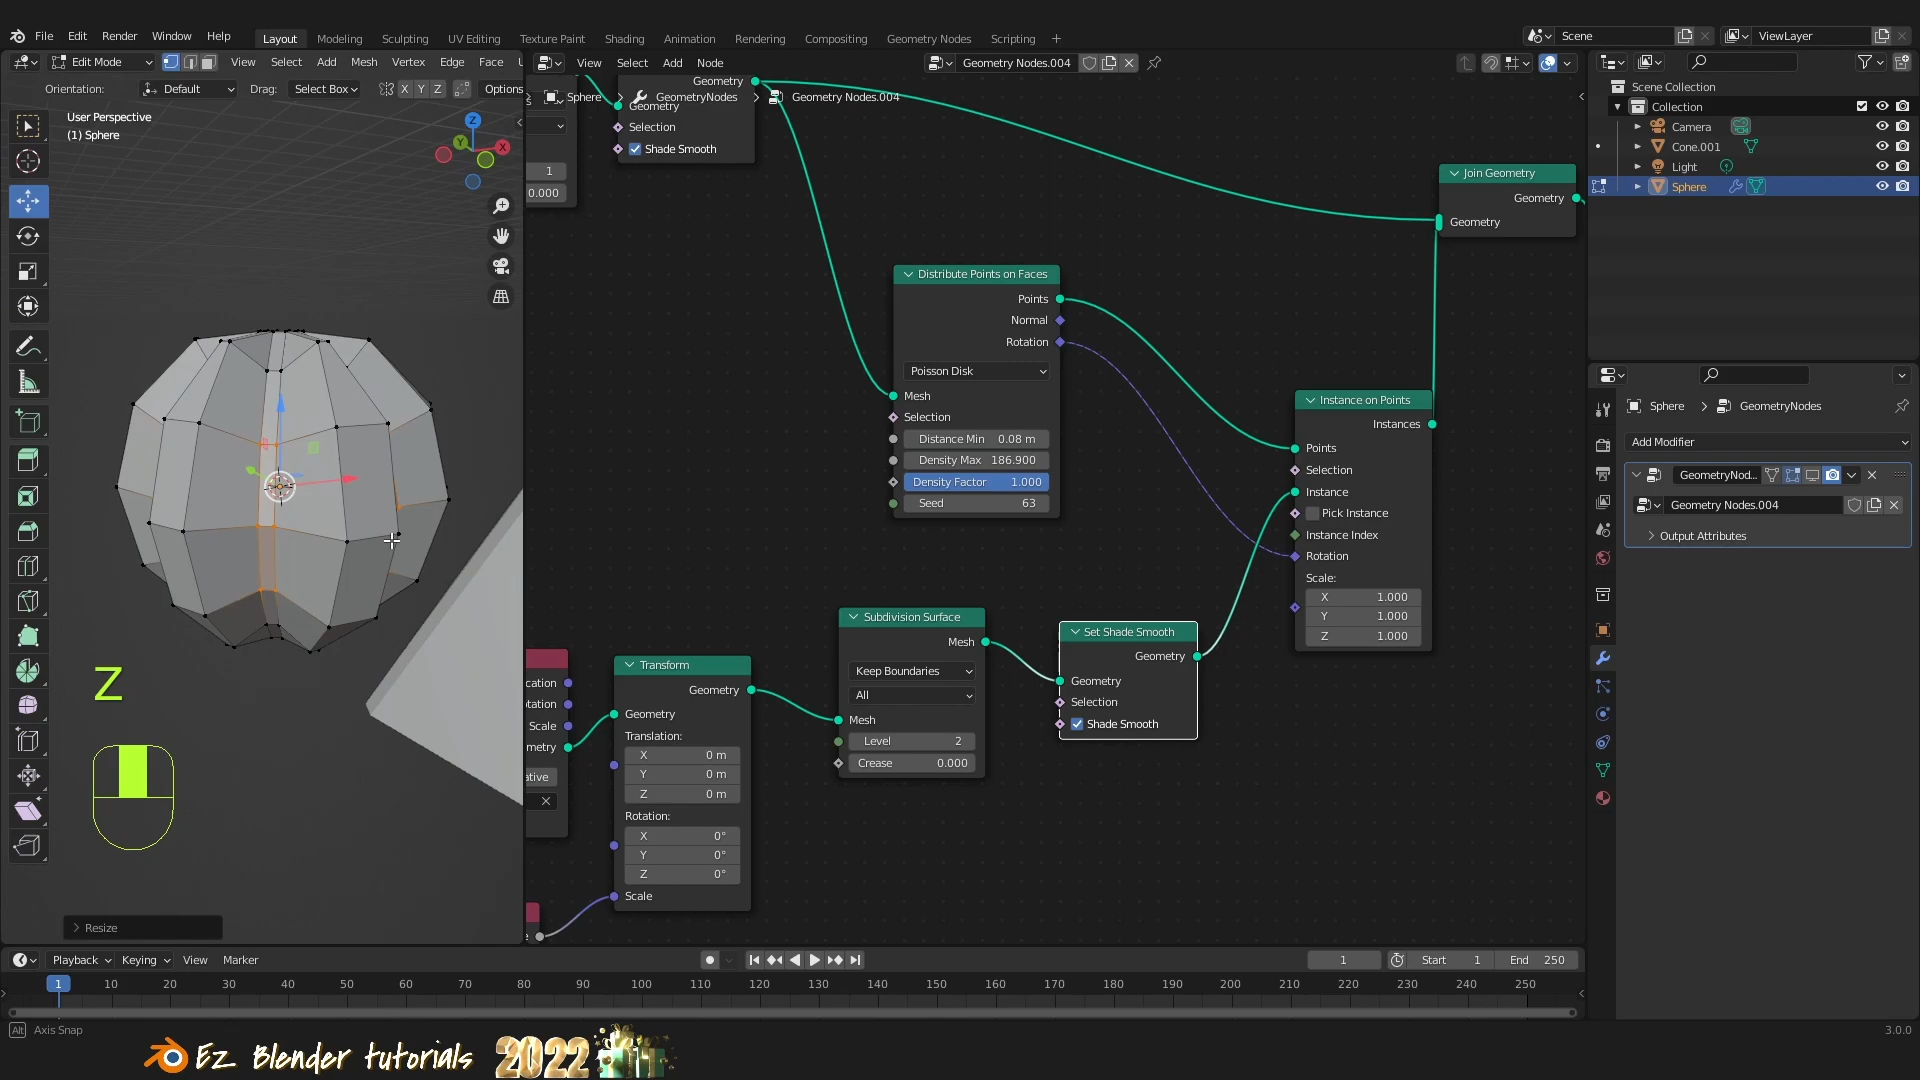 File Edit Render Window Help
Layout Modeling Sculpting UV Editing Texture Paint Shading Animation Rendering Compositing Geometry Nodes Scripting
Scene
ViewLayer
Edit Mode View Select Add Mesh Vertex Edge Face U
View Select Add Node
Geometry Nodes.004
Orientation: Default Drag: Select Box
X Y Z Options
User Perspective
(1) Sphere
Z
Y
X
Sphere GeometryNodes Geometry Nodes.004
Geometry
Geometry
Selection
Shade Smooth
1
0.000
Join Geometry
Geometry
Geometry
Distribute Points on Faces
Points
Normal
Rotation
Poisson Disk
Mesh
Selection
Distance Min 0.08 m
Density Max 186.900
Density Factor 1.000
Seed 63
Instance on Points
Instances
Points
Selection
Instance
Pick Instance
Instance Index
Rotation
Scale:
X 1.000
Y 1.000
Z 1.000
Subdivision Surface
Mesh
Keep Boundaries
All
Mesh
Level 2
Crease 0.000
Set Shade Smooth
Geometry
Geometry
Selection
Shade Smooth
Transform
Geometry
Geometry
Translation:
X 0 m
Y 0 m
Z 0 m
Rotation:
X 0°
Y 0°
Z 0°
Scale
cation
otation
Scale
metry
ative
e
Z
Resize
Scene Collection
Collection
Camera
Cone.001
Light
Sphere
Sphere GeometryNodes
Add Modifier
GeometryNod...
Geometry Nodes.004
Output Attributes
Playback Keying View Marker
1 Start 1 End 250
1 10 20 30 40 50 60 70 80 90 100 110 120 130 140 150 160 170 180 190 200 210 220 230 240 250
Alt Axis Snap
3.0.0
Ez Blender tutorials 2022